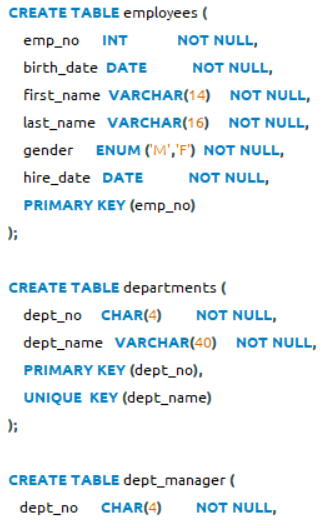 CREATE TABLE employees (
emp_no INT NOT NULL,
birth_date DATE NOT NULL,
first_name VARCHAR(14) NOT NULL,
last_name VARCHAR(16) NOT NULL,
gender ENUM ('M','F') NOT NULL,
hire_date DATE NOT NULL,
PRIMARY KEY (emp_no)
);
CREATE TABLE departments (
dept_no CHAR(4) NOT NULL,
dept_name VARCHAR(40) NOT NULL,
PRIMARY KEY (dept_no),
UNIQUE KEY (dept_name)
);
CREATE TABLE dept_manager (
dept_no CHAR(4) NOT NULL,